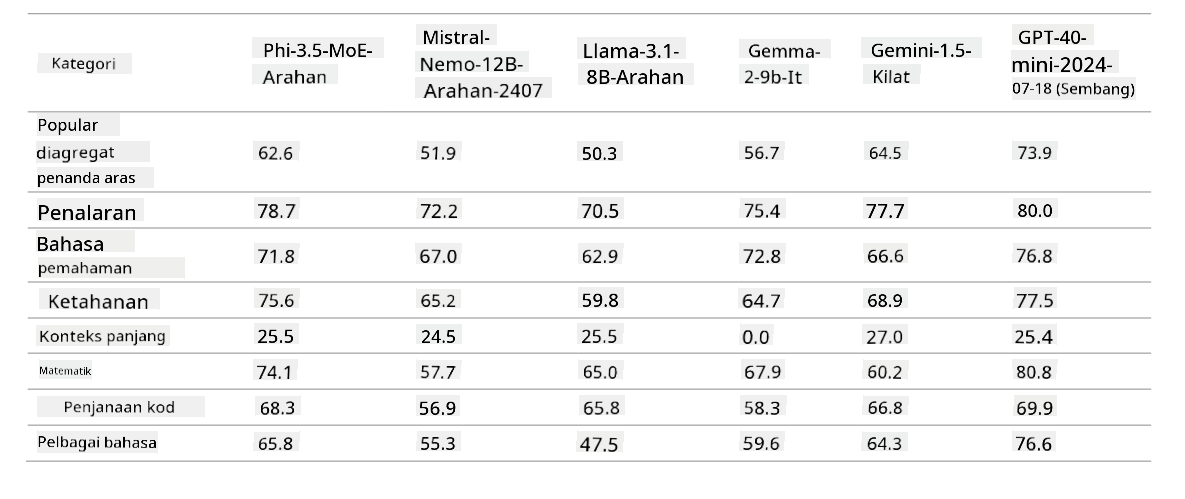 Kategori
Phi-3.5-MoE-
Arahan
Mistral-
Nemo-12B-
Arahan-2407
Llama-3.1-
8B-Arahan
Gemma-
2-9b-It
Gemini-1.5-
Kilat
GPT-40-
mini-2024-
07-18 (Sembang)
Popular
diagregat
penanda aras
62.6 51.9 50.3 56.7 64.5 73.9
Penalaran 78.7 72.2 70.5 75.4 77.7 80.0
Bahasa
pemahaman
71.8 67.0 62.9 72.8 66.6 76.8
Ketahanan 75.6 65.2 59.8 64.7 68.9 77.5
Konteks panjang 25.5 24.5 25.5 0.0 27.0 25.4
Matematik 74.1 57.7 65.0 67.9 60.2 80.8
Penjanaan kod 68.3 56.9 65.8 58.3 66.8 69.9
Pelbagai bahasa 65.8 55.3 47.5 59.6 64.3 76.6